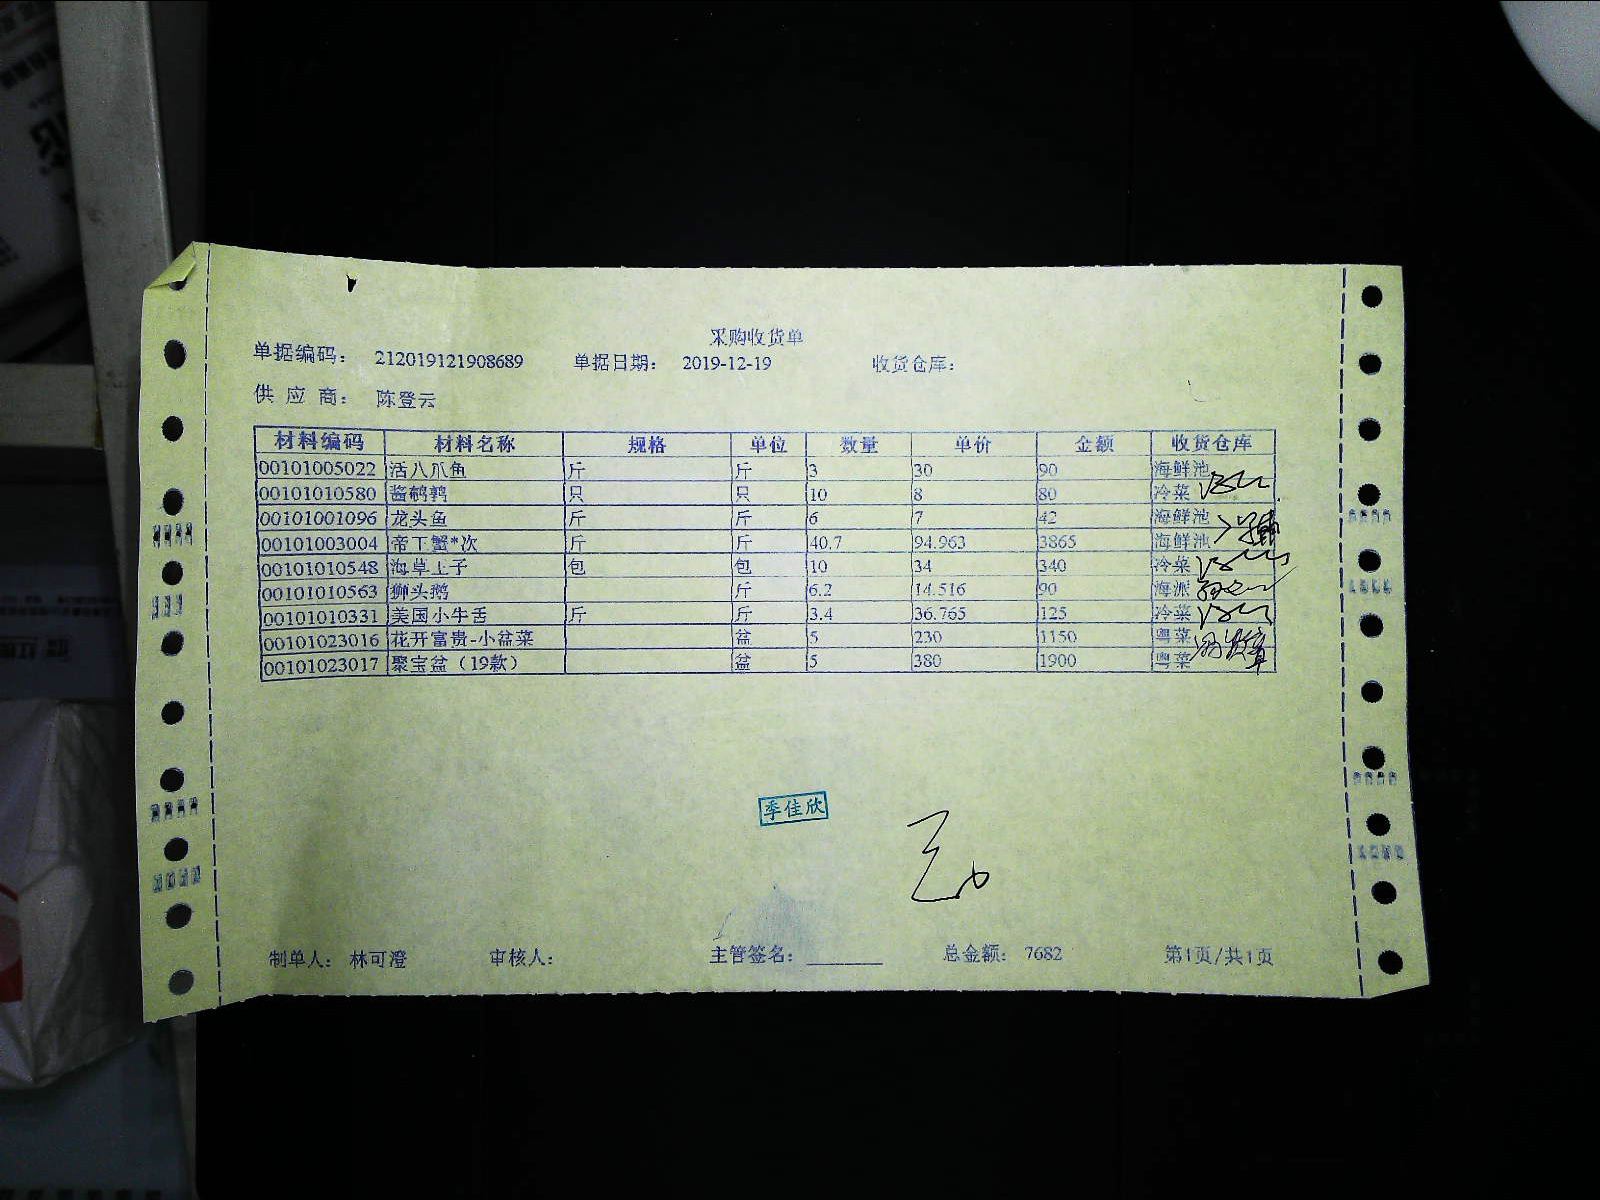 采购收货单
单据编码： 212019121908689 单据日期： 2019-12-19 收货仓库：
供应商： 陈登云
材料编码 材料名称 规格 单位 数量 单价 金额 收货仓库
00101005022 活八爪鱼 斤 斤 3 30 90 海鲜池
00101010580 酱鹌鹑 只 只 10 8 80 冷菜
00101001096 龙头鱼 斤 斤 6 7 42 海鲜池
00101003004 帝王蟹*次 斤 斤 40.7 94.963 3865 海鲜池
00101010548 海草上子 包 包 10 34 340 冷菜
00101010563 狮头鹅 斤 6.2 14.516 90 海派
00101010331 美国小牛舌 斤 斤 3.4 36.765 125 冷菜
00101023016 花开富贵-小盆菜 盆 5 230 1150 粤菜
00101023017 聚宝盆（19款） 盆 5 380 1900 粤菜
季佳欣
制单人： 林可澄 审核人： 主管签名： 总金额： 7682 第1页/共1页